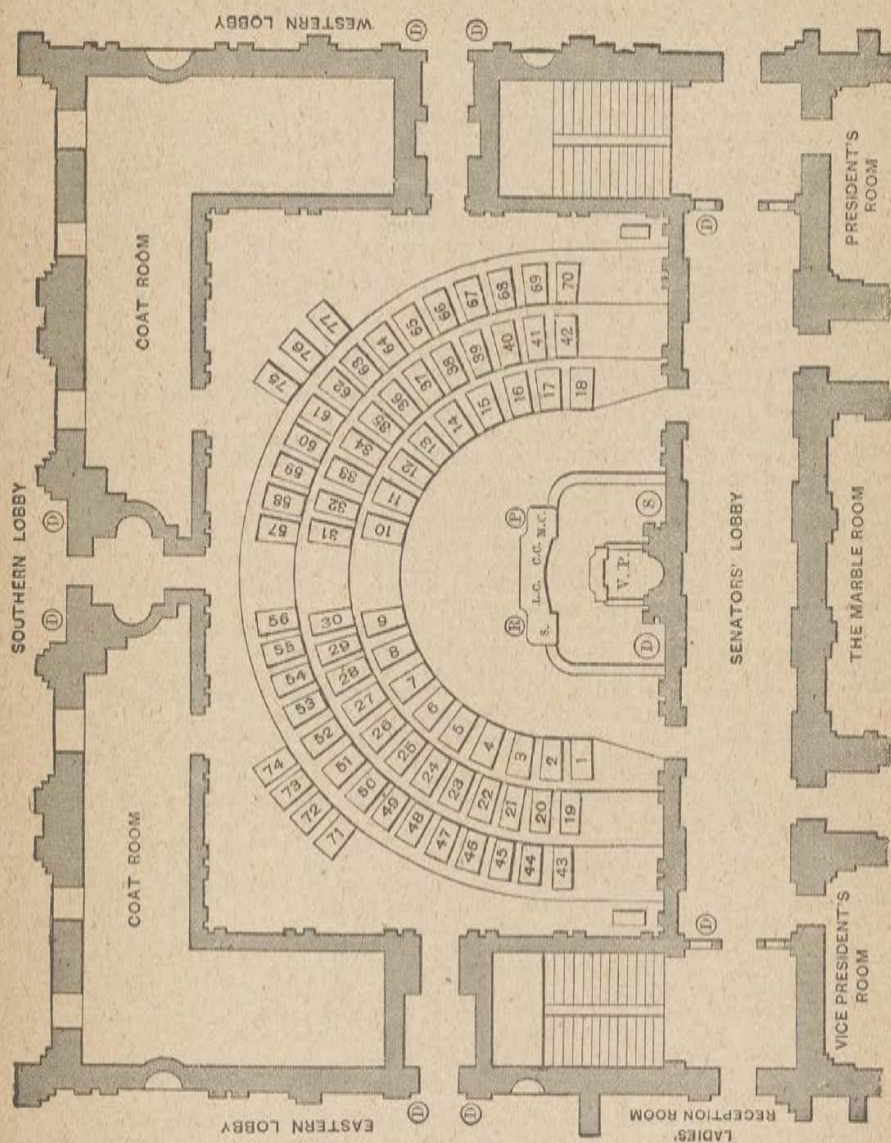 SOUTHERN LOBBY
D
D
COAT ROOM
COAT ROOM
EASTERN LOBBY
WESTERN LOBBY
D
D
D
D
71
72
73
74
75
76
77
43
44
45
46
47
48
49
50
51
52
53
54
55
56
57
58
59
60
61
62
63
64
65
66
67
68
69
70
19
20
21
22
23
24
25
26
27
28
29
30
31
32
33
34
35
36
37
38
39
40
41
42
1
2
3
4
5
6
7
8
9
10
11
12
13
14
15
16
17
18
R
P
S. L.C. C.C. M.C.
V.P.
D
S
D
D
SENATORS' LOBBY
LADIES'
RECEPTION ROOM
VICE PRESIDENT'S
ROOM
THE MARBLE ROOM
PRESIDENT'S
ROOM